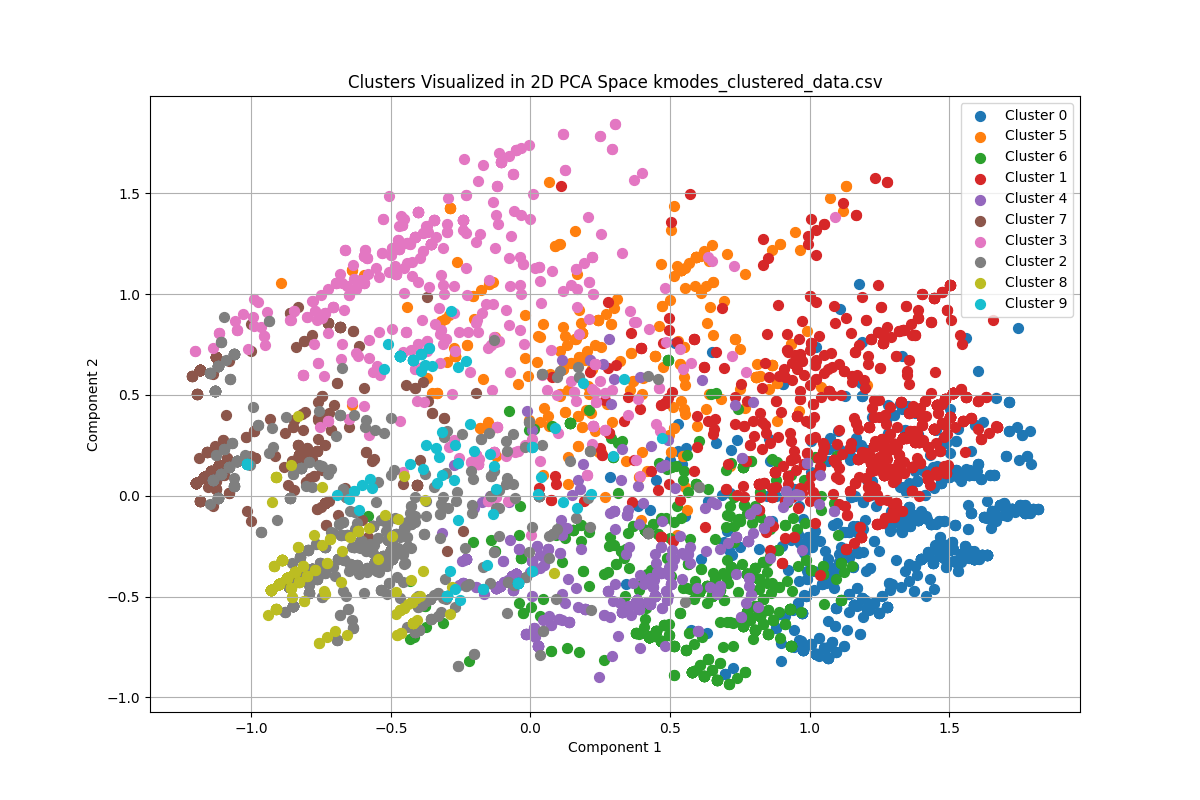 Clusters Visualized in 2D PCA Space kmodes_clustered_data.csv
Cluster 0
Cluster 5
Cluster 6
Cluster 1
Cluster 4
Cluster 7
Cluster 3
Cluster 2
Cluster 8
Cluster 9
Component 2
1.5
1.0
0.5
0.0
−0.5
−1.0
−1.0 −0.5 0.0 0.5 1.0 1.5
Component 1